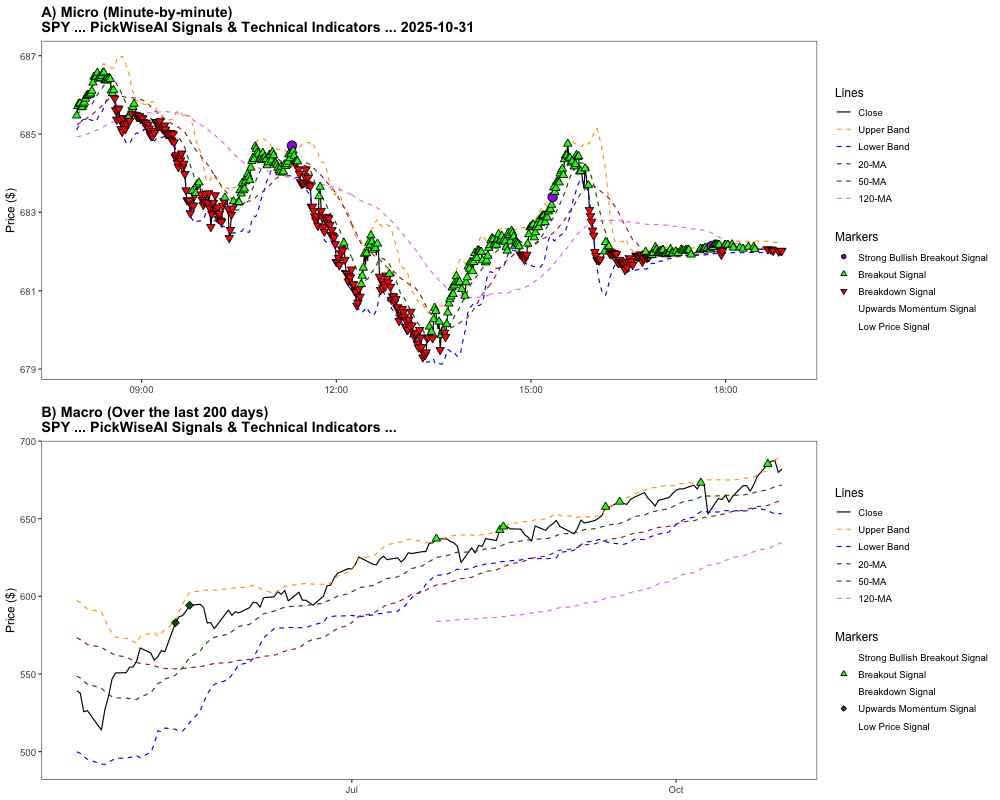 A) Micro (Minute-by-minute)
SPY ... PickWiseAI Signals & Technical Indicators ... 2025-10-31
687
685
683
681
679
Price ($)
09:00
12:00
15:00
18:00
Lines
Close
Upper Band
Lower Band
20-MA
50-MA
120-MA
Markers
Strong Bullish Breakout Signal
Breakout Signal
Breakdown Signal
Upwards Momentum Signal
Low Price Signal
B) Macro (Over the last 200 days)
SPY ... PickWiseAI Signals & Technical Indicators ...
700
650
600
550
500
Price ($)
Jul
Oct
Lines
Close
Upper Band
Lower Band
20-MA
50-MA
120-MA
Markers
Strong Bullish Breakout Signal
Breakout Signal
Breakdown Signal
Upwards Momentum Signal
Low Price Signal